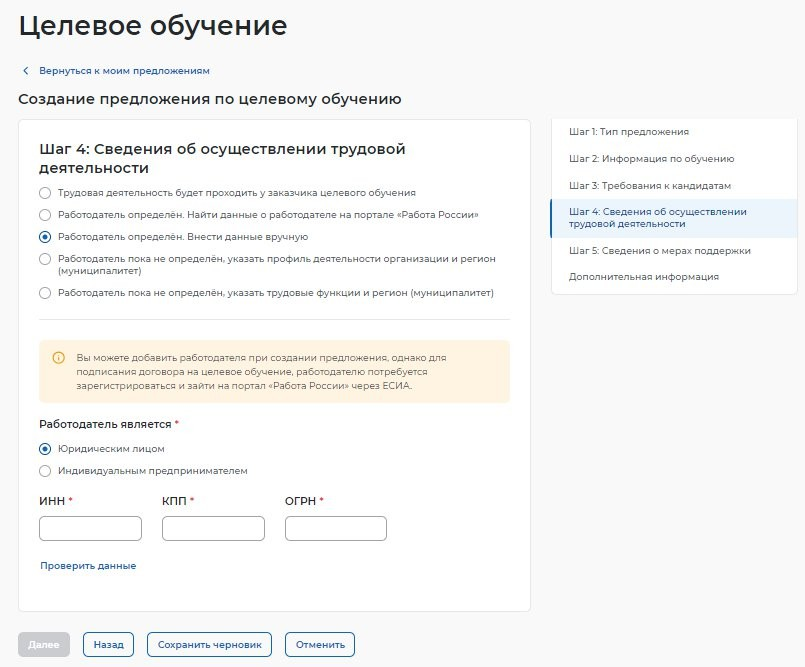 Целевое обучение
Вернуться к моим предложениям
Создание предложения по целевому обучению
Шаг 4: Сведения об осуществлении трудовой
деятельности
Трудовая деятельность будет проходить у заказчика целевого обучения
Работодатель определён. Найти данные о работодателе на портале «Работа России»
Работодатель определён. Внести данные вручную
Работодатель пока не определён, указать профиль деятельности организации и регион
(муниципалитет)
Работодатель пока не определён, указать трудовые функции и регион (муниципалитет)
Вы можете добавить работодателя при создании предложения, однако для
подписания договора на целевое обучение, работодателю потребуется
зарегистрироваться и зайти на портал «Работа России» через ЕСИА.
Работодатель является *
Юридическим лицом
Индивидуальным предпринимателем
ИНН * КПП * ОГРН *
Проверить данные
Далее Назад Сохранить черновик Отменить
Шаг 1: Тип предложения
Шаг 2: Информация по обучению
Шаг 3: Требования к кандидатам
Шаг 4: Сведения об осуществлении
трудовой деятельности
Шаг 5: Сведения о мерах поддержки
Дополнительная информация